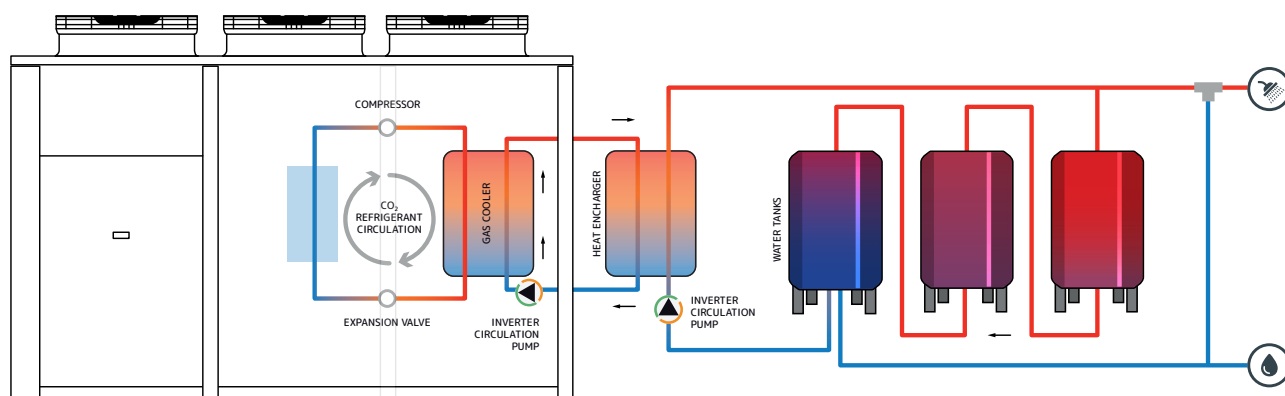 COMPRESSOR
CO₂
REFRIGERANT
CIRCULATION
EXPANSION VALVE
GAS COOLER
INVERTER
CIRCULATION
PUMP
HEAT ENCHARGER
INVERTER
CIRCULATION
PUMP
WATER TANKS